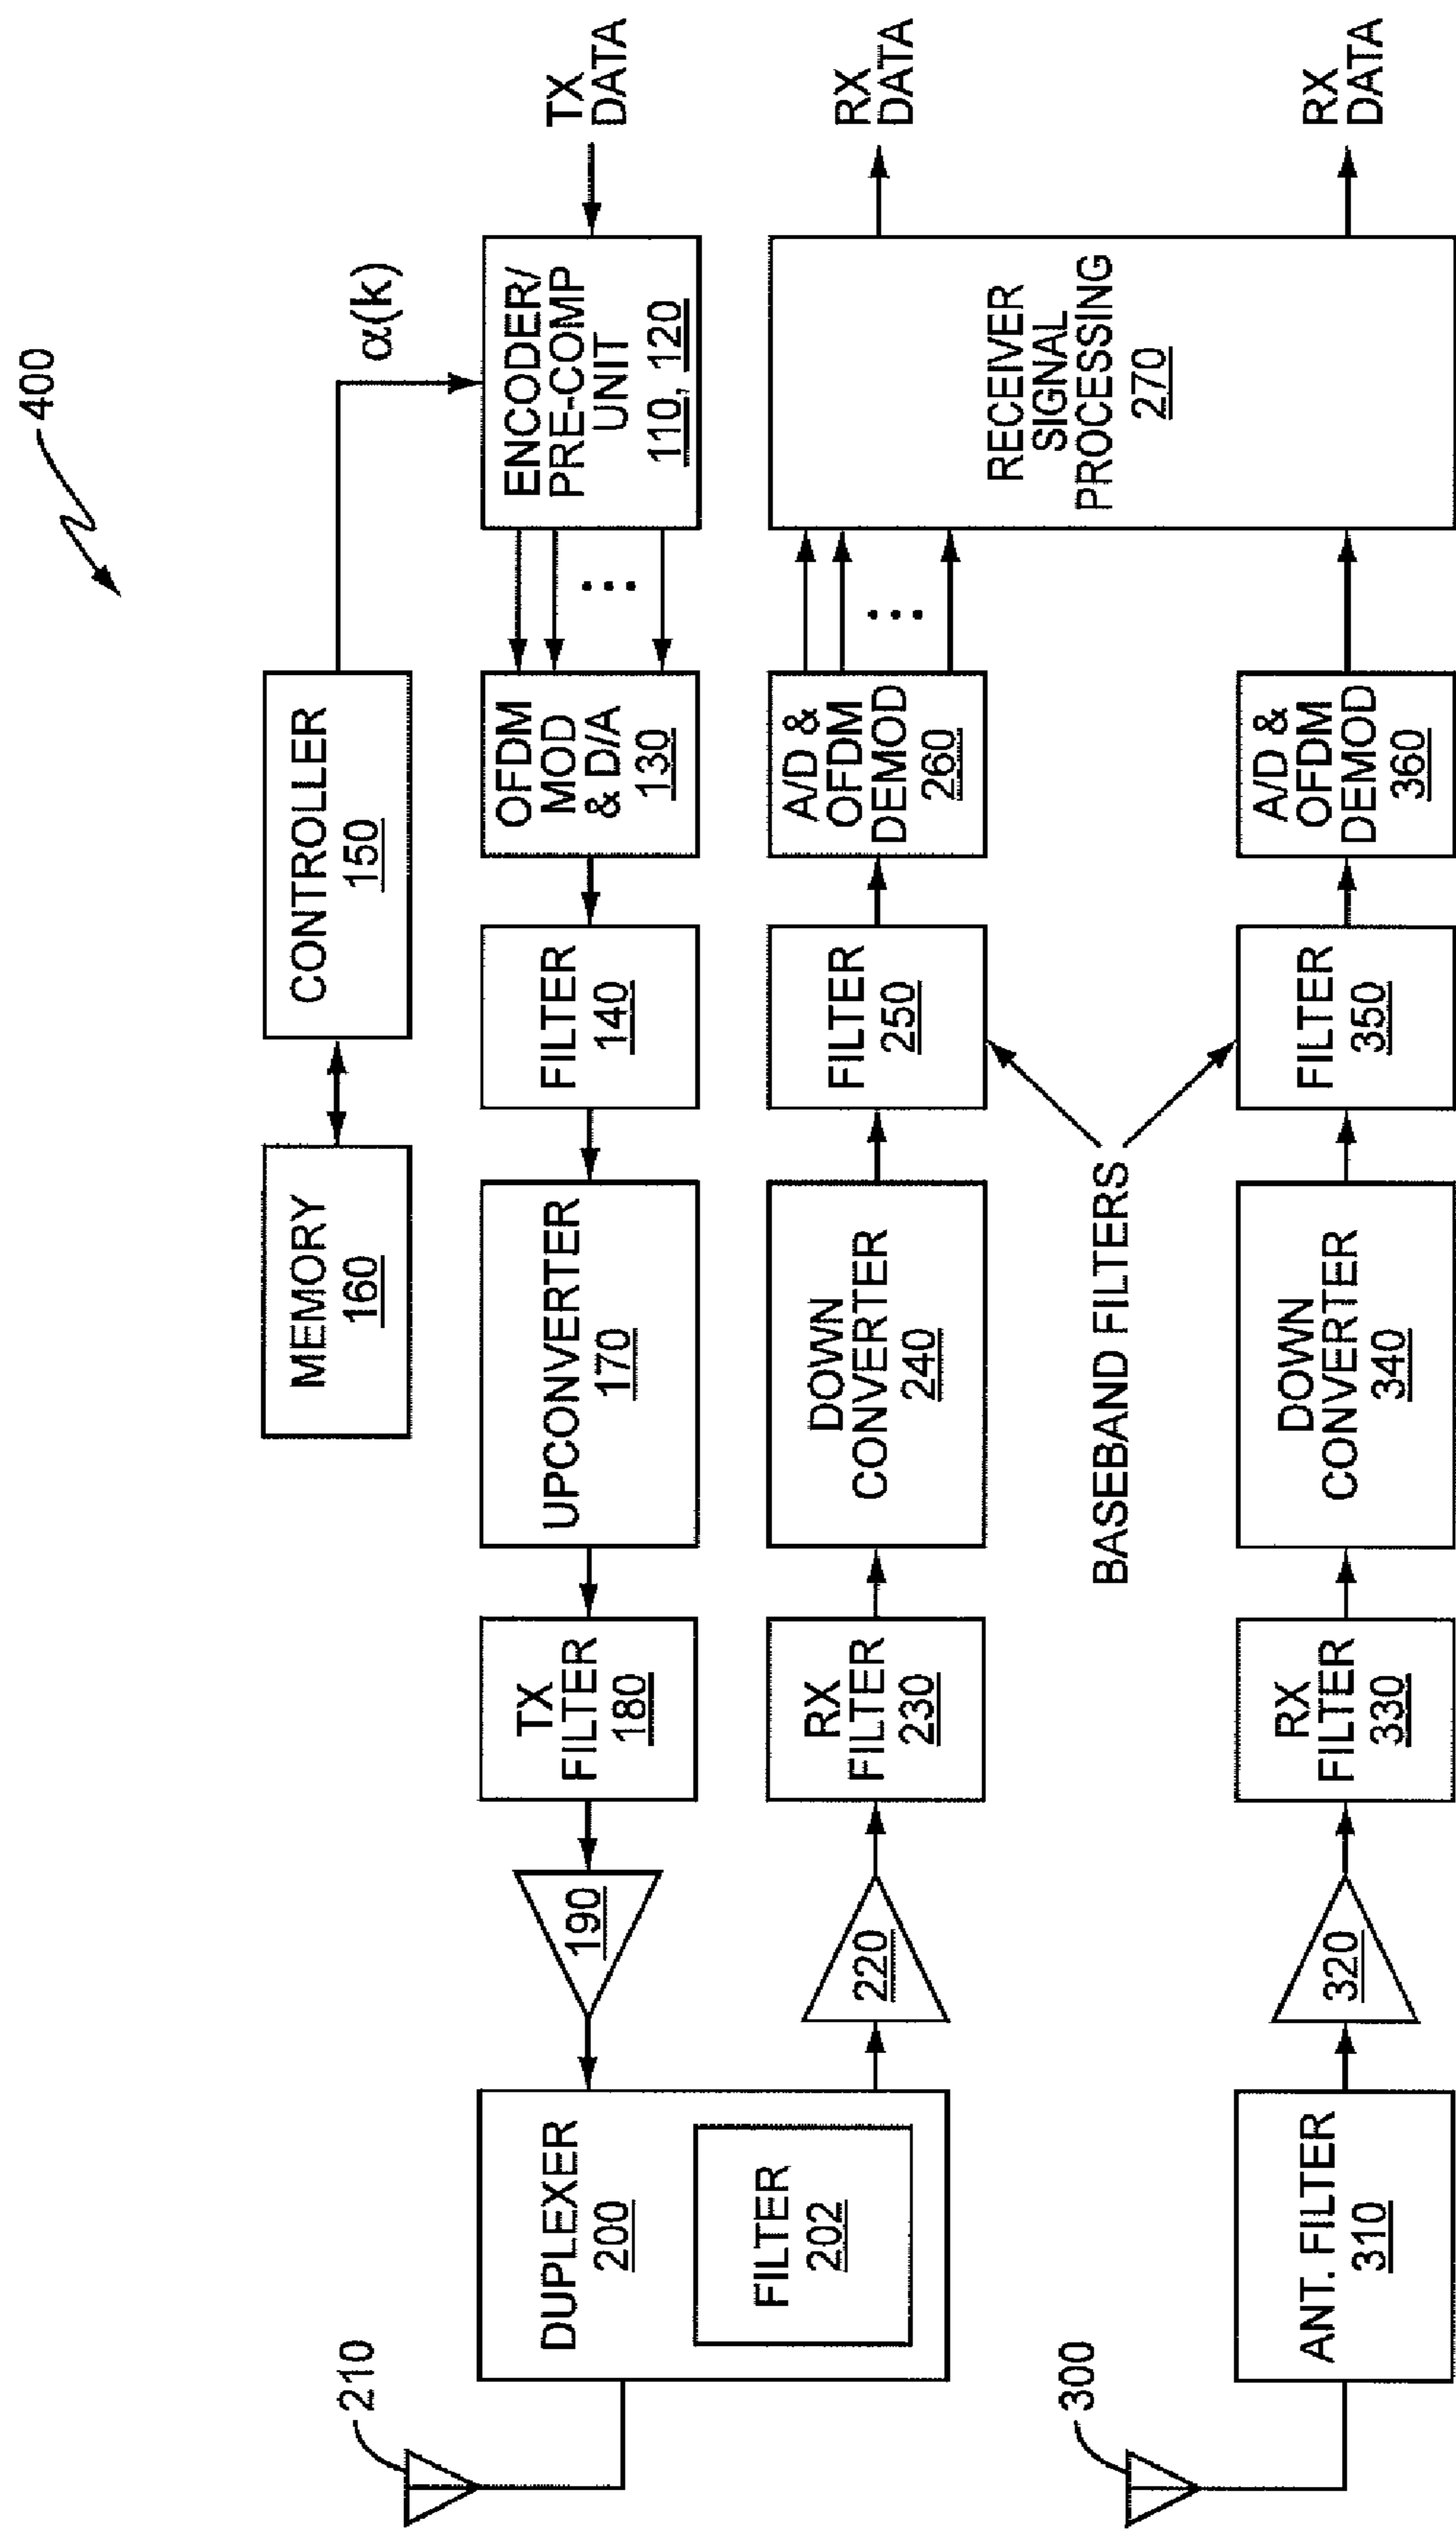 400
MEMORY
160
CONTROLLER
150
α(k)
210
DUPLEXER
200
FILTER
202
190
TX
FILTER
180
UPCONVERTER
170
FILTER
140
OFDM
MOD
& D/A
130
ENCODER/
PRE-COMP
UNIT
110, 120
TX
DATA
220
RX
FILTER
230
DOWN
CONVERTER
240
FILTER
250
A/D &
OFDM
DEMOD
260
RECEIVER
SIGNAL
PROCESSING
270
RX
DATA
BASEBAND FILTERS
300
ANT. FILTER
310
320
RX
FILTER
330
DOWN
CONVERTER
340
FILTER
350
A/D &
OFDM
DEMOD
360
RX
DATA